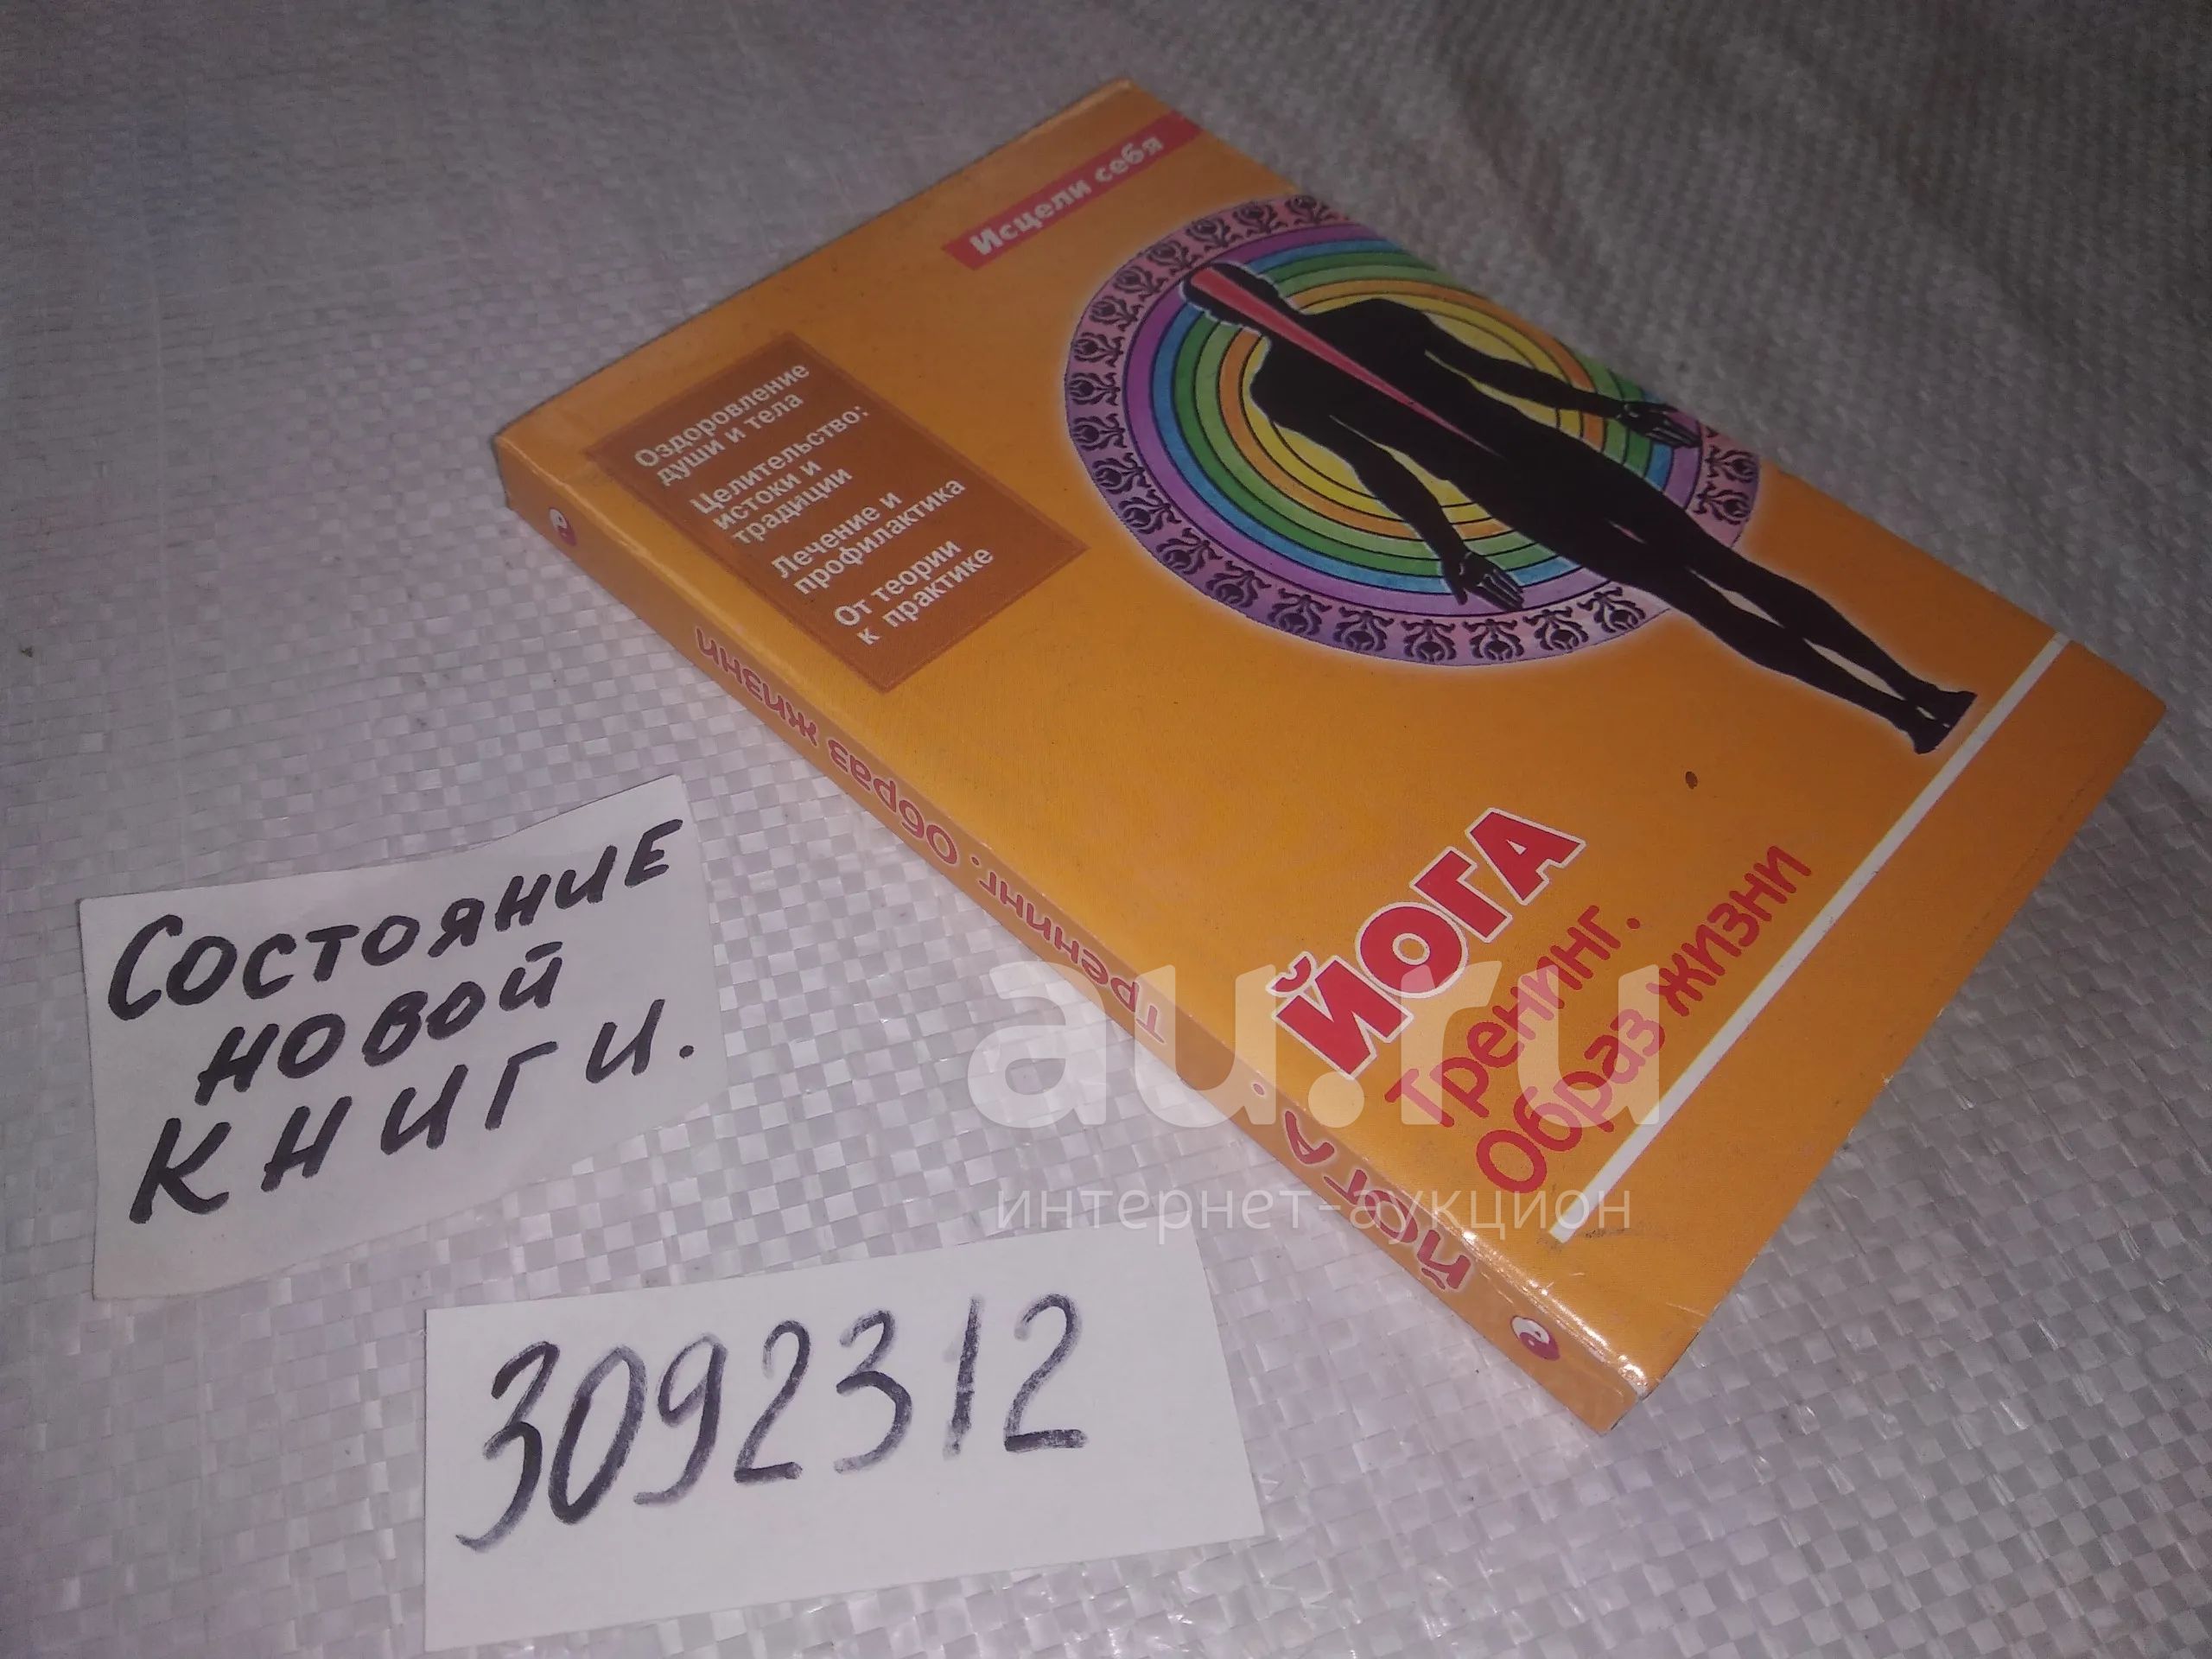 Исцели себя
Оздоровление
души и тела
Целительство:
истоки и
традиции
Лечение и
профилактика
От теории
к практике
ЙОГА
Тренинг.
Образ жизни
ЙОГА. Тренинг. Образ жизни
au.ru
интернет-аукцион
Состояние
новой
книги.
3092312